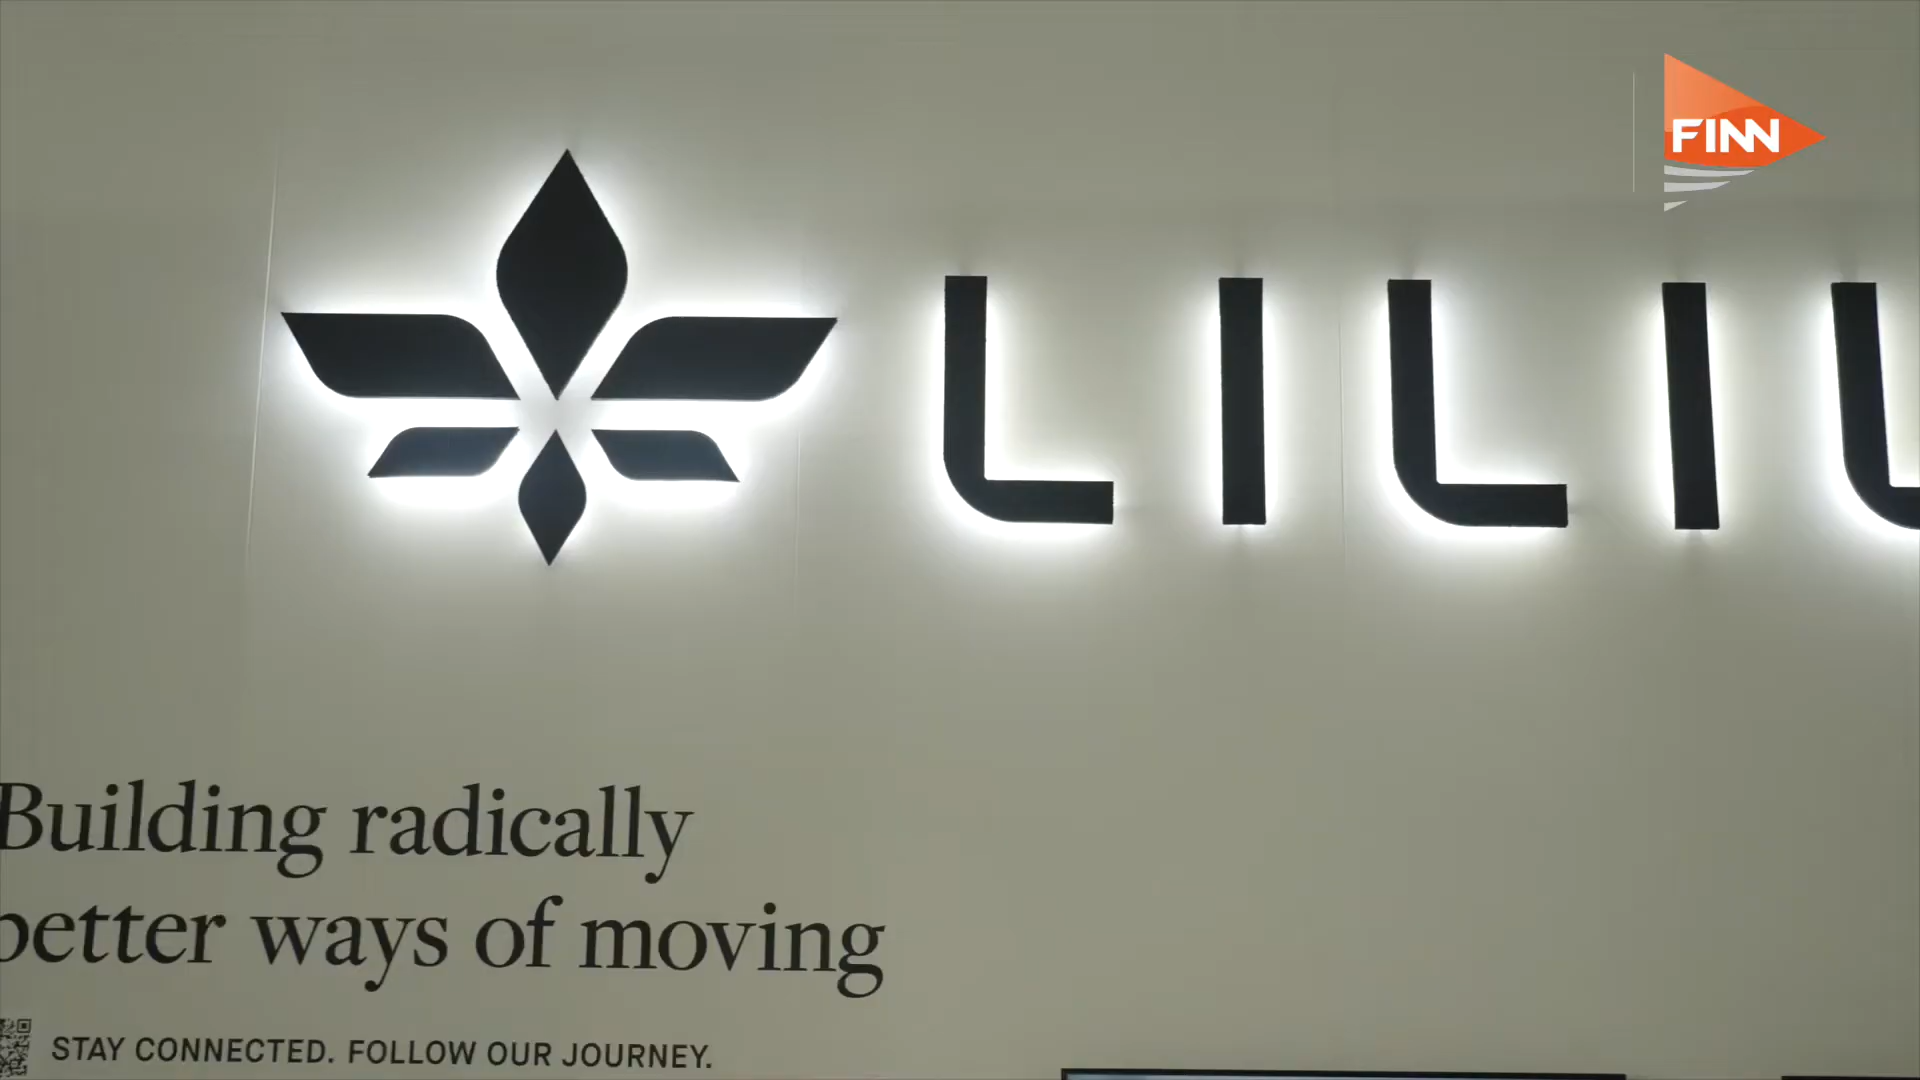 FINN
LILIU
Building radically
better ways of moving
STAY CONNECTED. FOLLOW OUR JOURNEY.